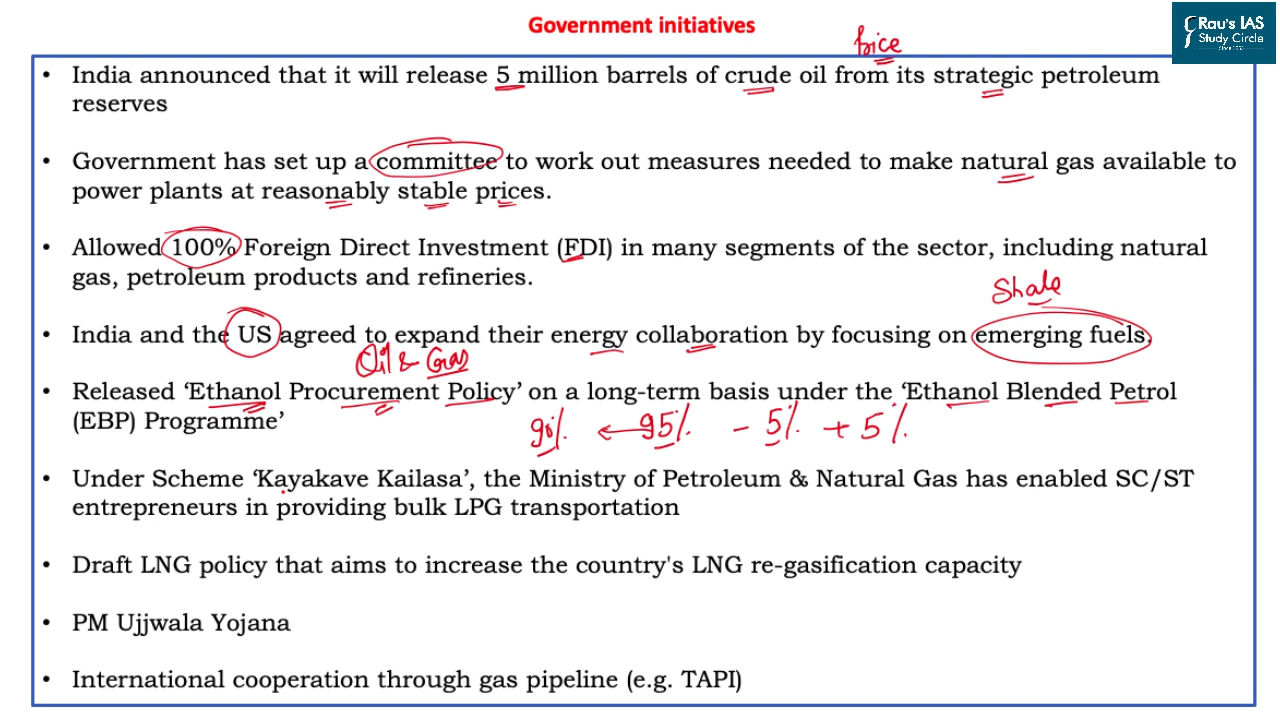 Government initiatives
Rau's IAS
Study Circle
since 1953
Price
• India announced that it will release 5 million barrels of crude oil from its strategic petroleum
reserves
• Government has set up a committee to work out measures needed to make natural gas available to
power plants at reasonably stable prices.
• Allowed 100% Foreign Direct Investment (FDI) in many segments of the sector, including natural
gas, petroleum products and refineries.
Shale
• India and the US agreed to expand their energy collaboration by focusing on emerging fuels.
Oil & Gas
• Released ‘Ethanol Procurement Policy’ on a long-term basis under the ‘Ethanol Blended Petrol
(EBP) Programme’
90% ← 95% - 5% + 5%
• Under Scheme ‘Kayakave Kailasa’, the Ministry of Petroleum & Natural Gas has enabled SC/ST
entrepreneurs in providing bulk LPG transportation
• Draft LNG policy that aims to increase the country's LNG re-gasification capacity
• PM Ujjwala Yojana
• International cooperation through gas pipeline (e.g. TAPI)